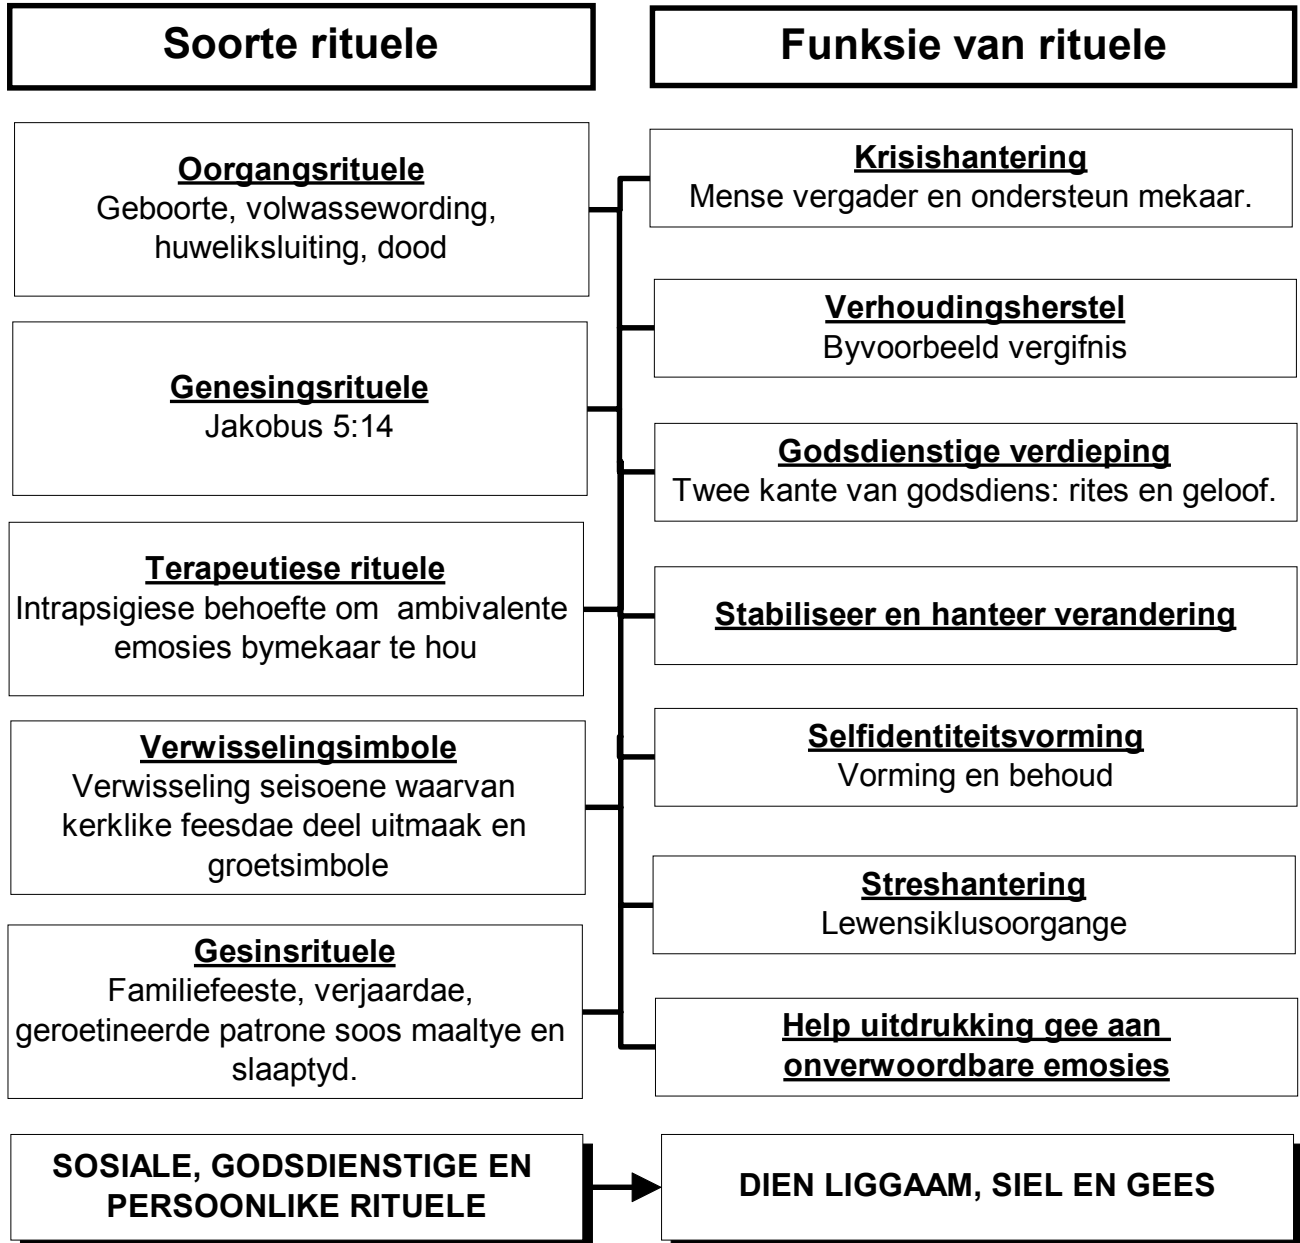 Soorte rituele
Funksie van rituele
Oorgangsrituele
Geboorte, volwassewording,
huweliksluiting, dood
Genesingsrituele
Jakobus 5:14
Terapeutiese rituele
Intrapsigiese behoefte om ambivalente
emosies bymekaar te hou
Verwisselingsimbole
Verwisseling seisoene waarvan
kerklike feesdae deel uitmaak en
groetsimbole
Gesinsrituele
Familiefeeste, verjaardae,
geroetineerde patrone soos maaltye en
slaaptyd.
Krisishantering
Mense vergader en ondersteun mekaar.
Verhoudingsherstel
Byvoorbeeld vergifnis
Godsdienstige verdieping
Twee kante van godsdiens: rites en geloof.
Stabiliseer en hanteer verandering
Selfidentiteitsvorming
Vorming en behoud
Streshantering
Lewensiklusoorgange
Help uitdrukking gee aan
onverwoordbare emosies
SOSIALE, GODSDIENSTIGE EN
PERSOONLIKE RITUELE
DIEN LIGGAAM, SIEL EN GEES